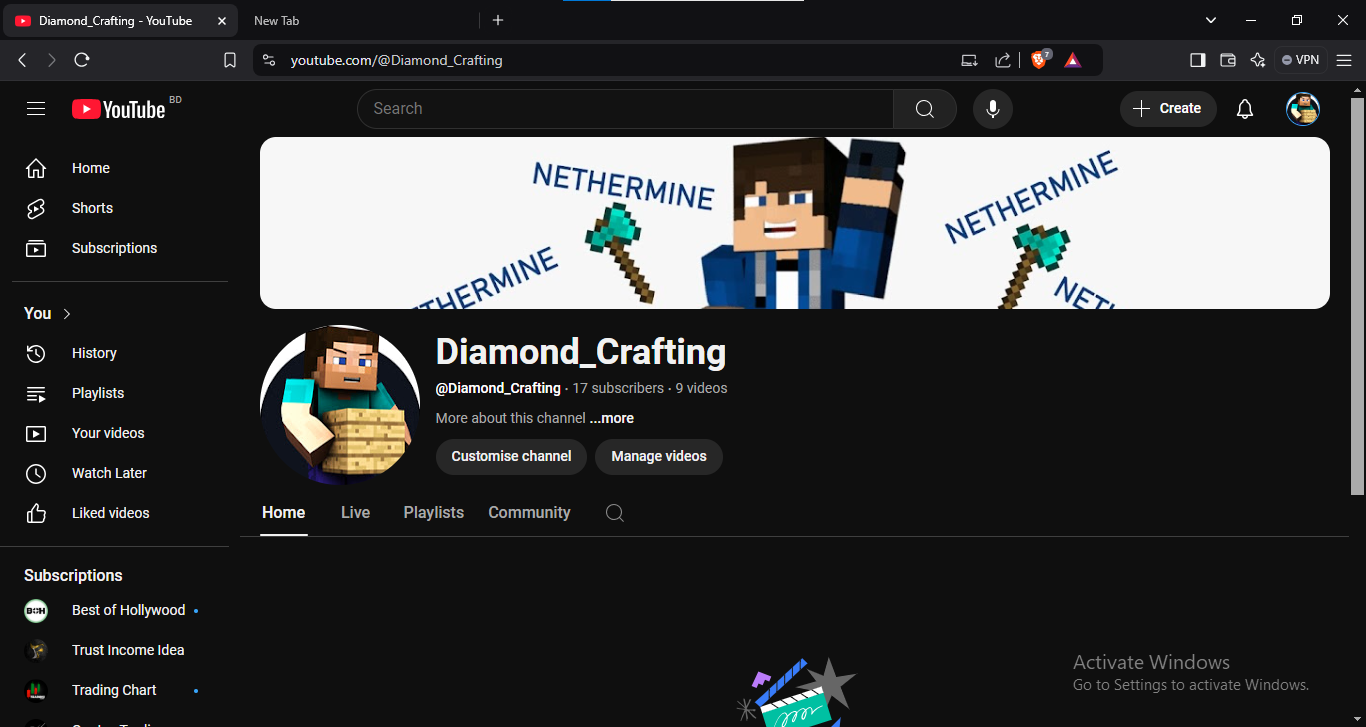 Diamond_Crafting - YouTube
New Tab
youtube.com/@Diamond_Crafting
7
VPN
YouTube BD
Search
Create
Home
Shorts
Subscriptions
You
History
Playlists
Your videos
Watch Later
Liked videos
Subscriptions
Best of Hollywood
Trust Income Idea
Trading Chart
NETHERMINE
NETHERMINE
THERMINE
NET
Diamond_Crafting
@Diamond_Crafting · 17 subscribers · 9 videos
More about this channel ...more
Customise channel
Manage videos
Home
Live
Playlists
Community
Activate Windows
Go to Settings to activate Windows.